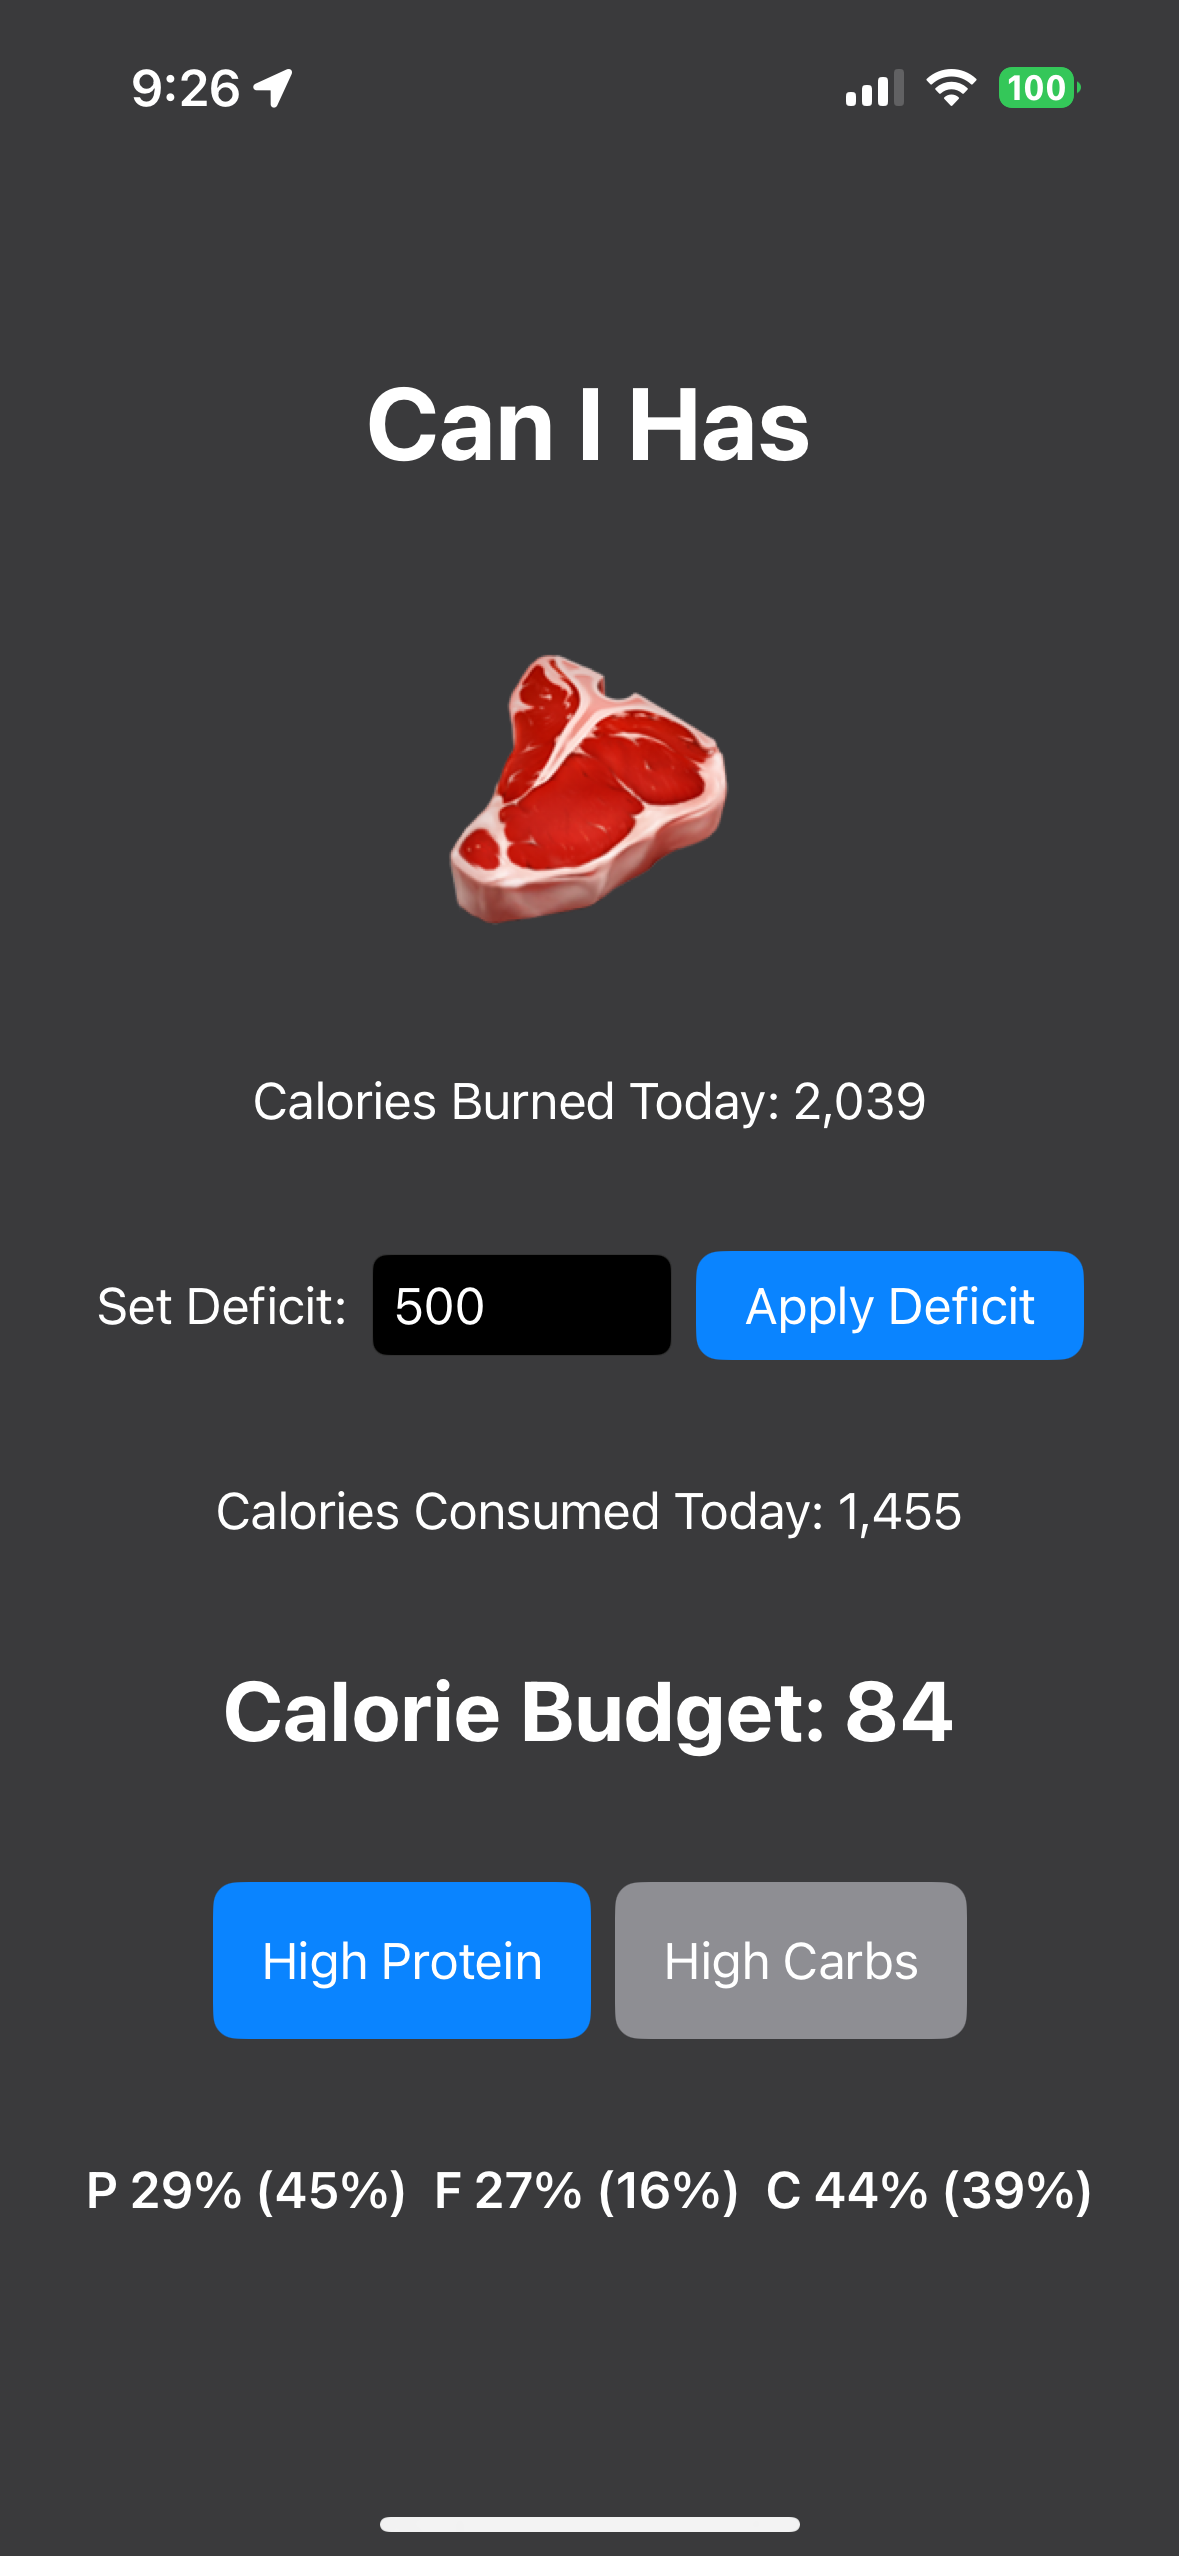 9:26
100
Can I Has
Calories Burned Today: 2,039
Set Deficit: 500 Apply Deficit
Calories Consumed Today: 1,455
Calorie Budget: 84
High Protein High Carbs
P 29% (45%) F 27% (16%) C 44% (39%)